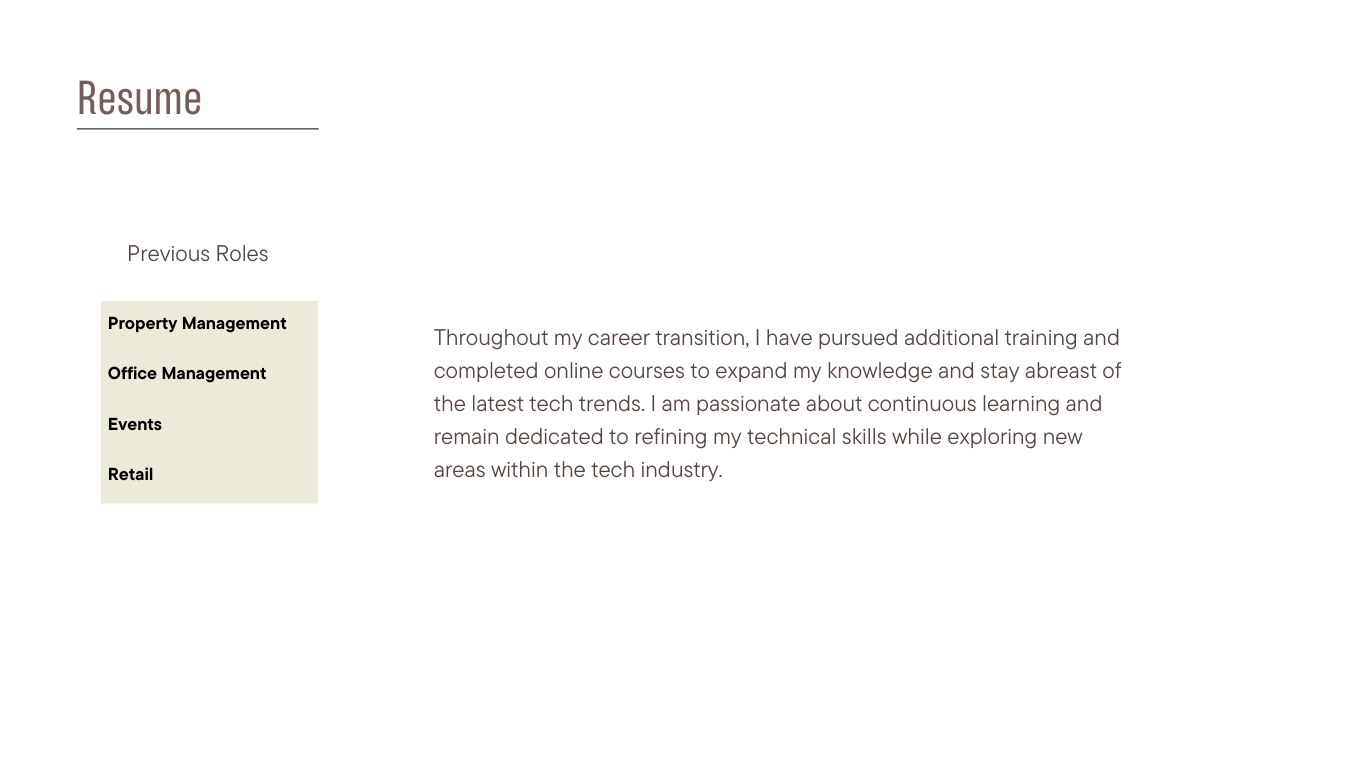 Resume
Previous Roles
Property Management
Office Management
Events
Retail
Throughout my career transition, I have pursued additional training and
completed online courses to expand my knowledge and stay abreast of
the latest tech trends. I am passionate about continuous learning and
remain dedicated to refining my technical skills while exploring new
areas within the tech industry.